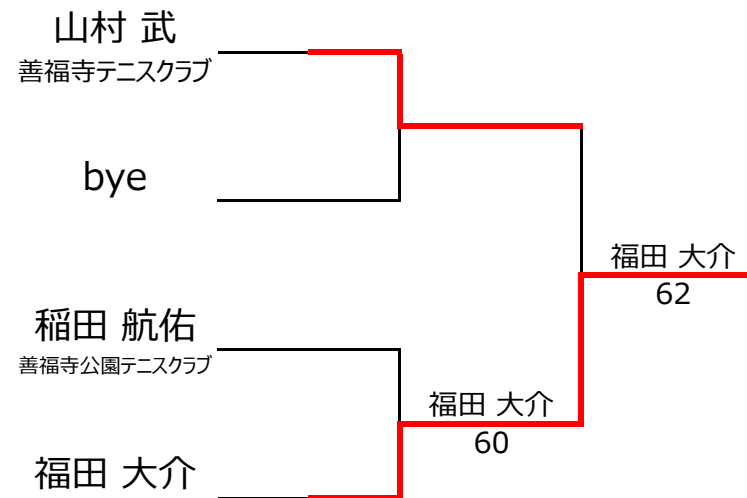 山村 武
善福寺テニスクラブ
bye
福田 大介
62
稲田 航佑
善福寺公園テニスクラブ
福田 大介
60
福田 大介